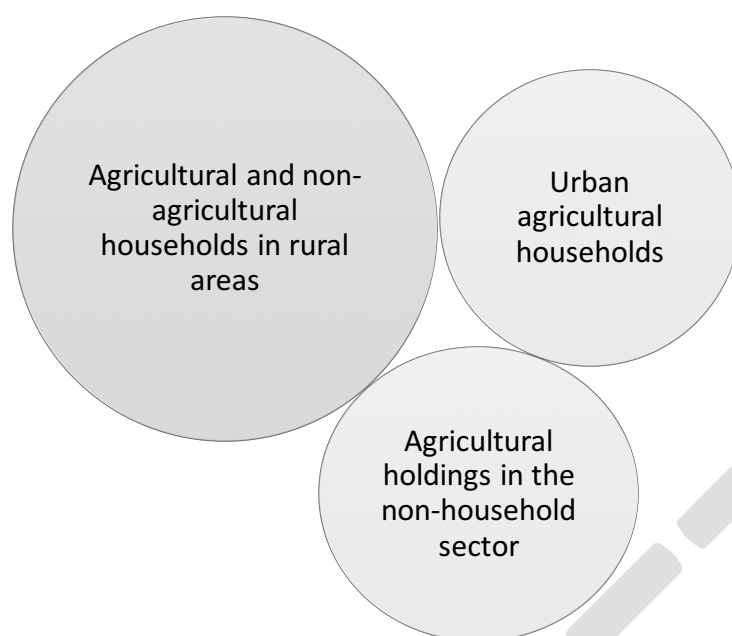 Agricultural and non-
agricultural
households in rural
areas
Urban
agricultural
households
Agricultural
holdings in the
non-household
sector